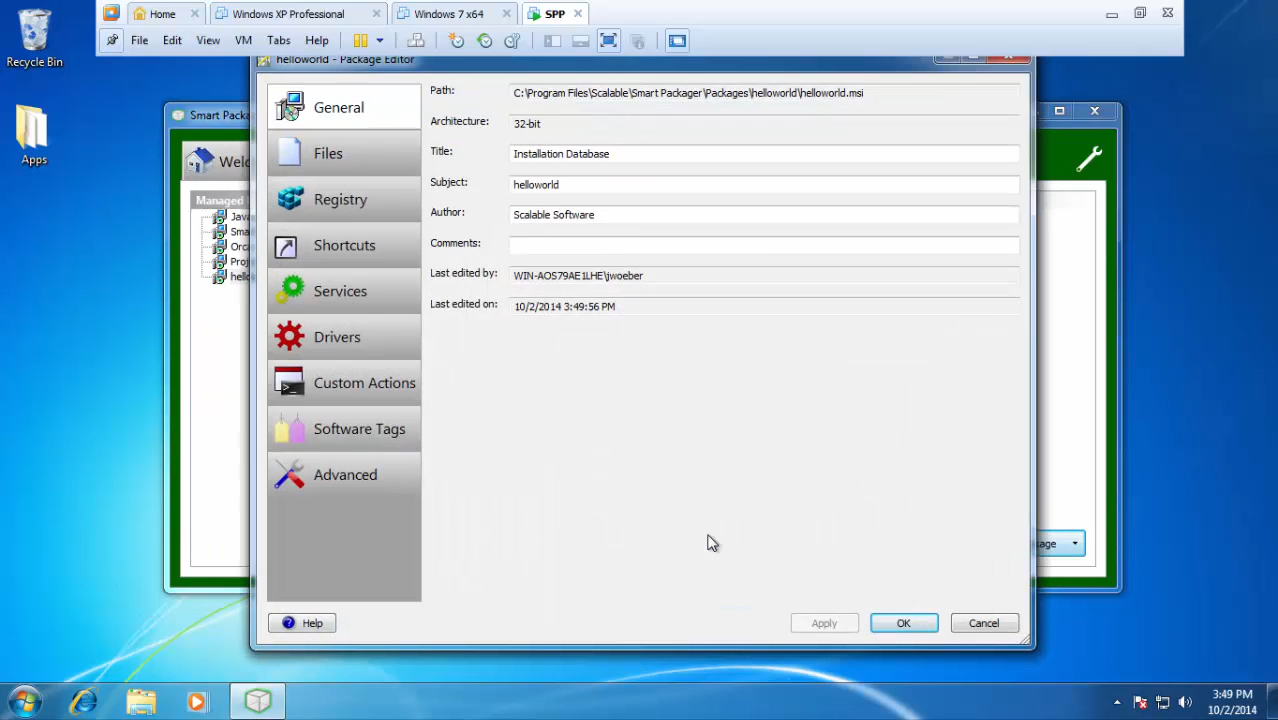 Recycle Bin
Apps
Home
Windows XP Professional
Windows 7 x64
SPP
File Edit View VM Tabs Help
helloworld - Package Editor
Smart Packa
Welc
Managed
Java
Sma
Orca
Proj
hello
General
Files
Registry
Shortcuts
Services
Drivers
Custom Actions
Software Tags
Advanced
Path: C:\Program Files\Scalable\Smart Packager\Packages\helloworld\helloworld.msi
Architecture: 32-bit
Title: Installation Database
Subject: helloworld
Author: Scalable Software
Comments:
Last edited by: WIN-AOS79AE1LHE\jwoeber
Last edited on: 10/2/2014 3:49:56 PM
kage
Help
Apply OK Cancel
3:49 PM
10/2/2014